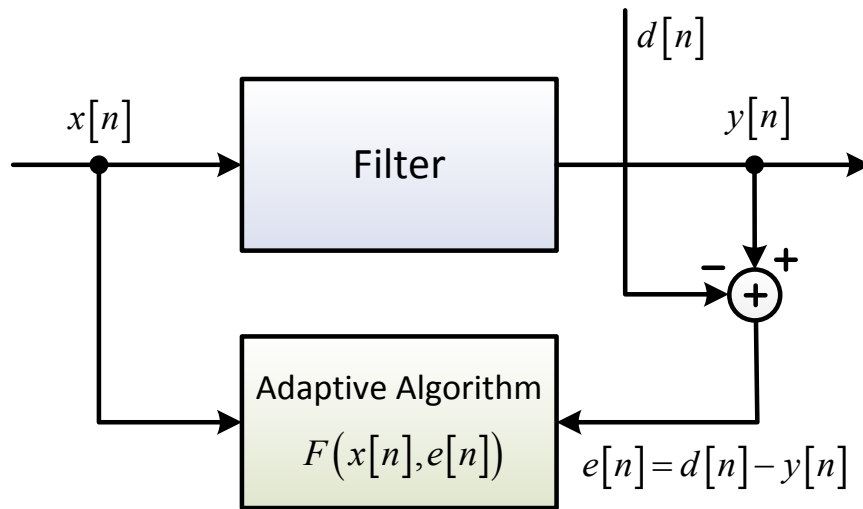 d[n]
x[n]
y[n]
Filter
− +
+
Adaptive Algorithm
F(x[n],e[n])
e[n]=d[n]−y[n]